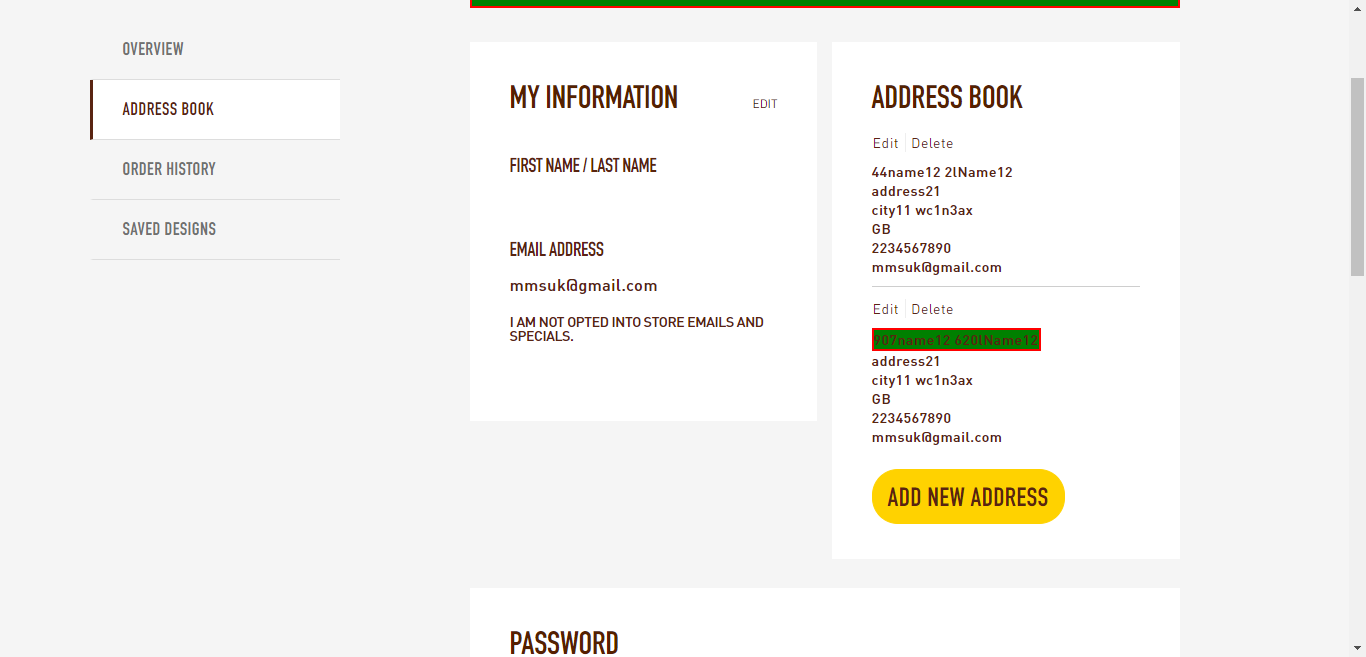 OVERVIEW
ADDRESS BOOK
ORDER HISTORY
SAVED DESIGNS
MY INFORMATION
EDIT
FIRST NAME / LAST NAME
EMAIL ADDRESS
mmsuk@gmail.com
I AM NOT OPTED INTO STORE EMAILS AND
SPECIALS.
ADDRESS BOOK
Edit Delete
44name12 2lName12
address21
city11 wc1n3ax
GB
2234567890
mmsuk@gmail.com
Edit Delete
907name12 620lName12
address21
city11 wc1n3ax
GB
2234567890
mmsuk@gmail.com
ADD NEW ADDRESS
PASSWORD